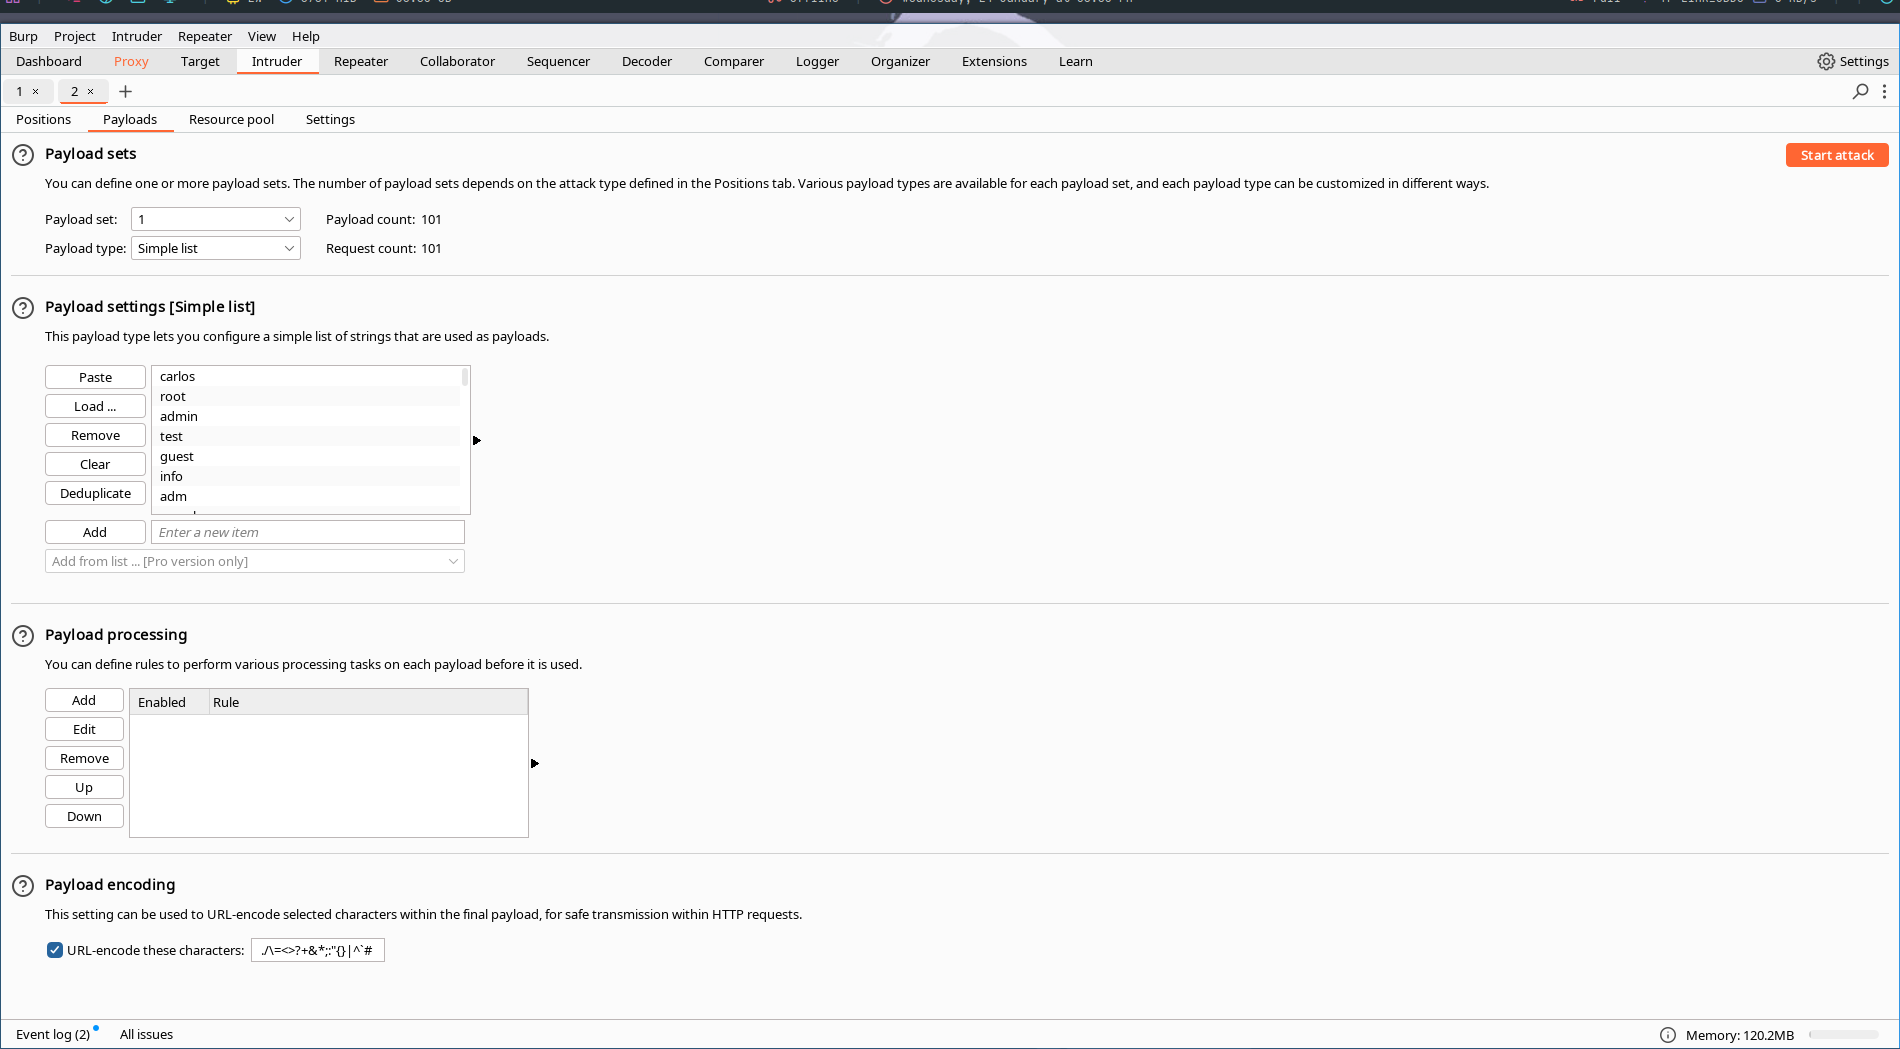 Burp Project Intruder Repeater View Help
Dashboard Proxy Target Intruder Repeater Collaborator Sequencer Decoder Comparer Logger Organizer Extensions Learn Settings
1 × 2 × +
Positions Payloads Resource pool Settings
Payload sets
Start attack
You can define one or more payload sets. The number of payload sets depends on the attack type defined in the Positions tab. Various payload types are available for each payload set, and each payload type can be customized in different ways.
Payload set: 1 Payload count: 101
Payload type: Simple list Request count: 101
Payload settings [Simple list]
This payload type lets you configure a simple list of strings that are used as payloads.
Paste
Load ...
Remove
Clear
Deduplicate
carlos
root
admin
test
guest
info
adm
Add Enter a new item
Add from list ... [Pro version only]
Payload processing
You can define rules to perform various processing tasks on each payload before it is used.
Add
Edit
Remove
Up
Down
Enabled Rule
Payload encoding
This setting can be used to URL-encode selected characters within the final payload, for safe transmission within HTTP requests.
URL-encode these characters: ./\=<>?+&*;:"{}|^`#
Event log (2) All issues Memory: 120.2MB